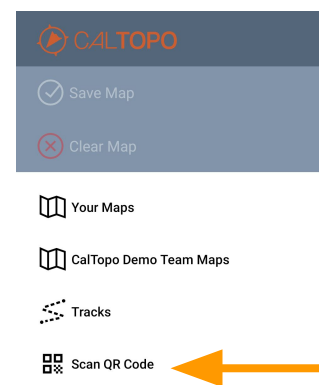 CALTOPO
Save Map
Clear Map
Your Maps
CalTopo Demo Team Maps
Tracks
Scan QR Code